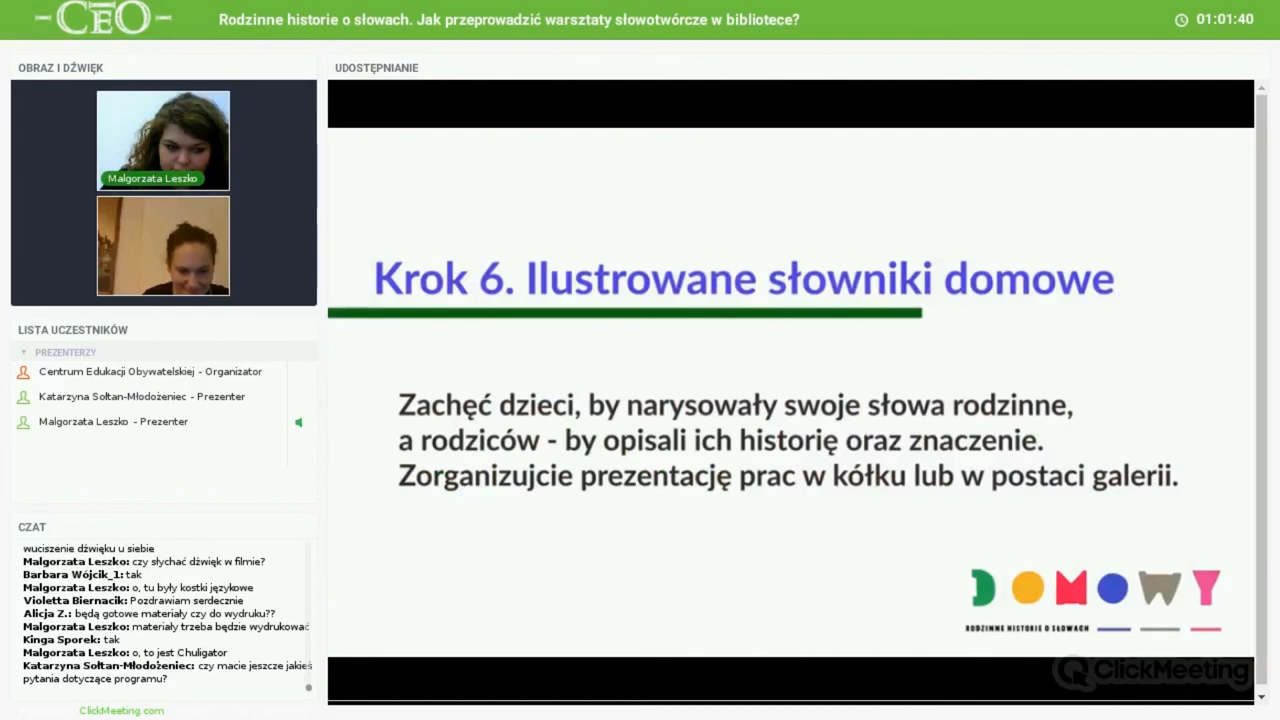 CEO
Rodzinne historie o słowach. Jak przeprowadzić warsztaty słowotwórcze w bibliotece?
01:01:40
OBRAZ I DŹWIĘK
Malgorzata Leszko
LISTA UCZESTNIKÓW
PREZENTERZY
Centrum Edukacji Obywatelskiej - Organizator
Katarzyna Sołtan-Młodożeniec - Prezenter
Malgorzata Leszko - Prezenter
CZAT
wuciszenie dźwięku u siebie
Malgorzata Leszko: czy słychać dźwięk w filmie?
Barbara Wójcik_1: tak
Malgorzata Leszko: o, tu były kostki językowe
Violetta Biernacik: Pozdrawiam serdecznie
Alicja Z.: będą gotowe materiały czy do wydruku??
Malgorzata Leszko: materiały trzeba będzie wydrukować
Kinga Sporek: tak
Malgorzata Leszko: o, to jest Chuligator
Katarzyna Sołtan-Młodożeniec: czy macie jeszcze jakieś
pytania dotyczące programu?
ClickMeeting.com
UDOSTĘPNIANIE
Krok 6. Ilustrowane słowniki domowe
Zachęć dzieci, by narysowały swoje słowa rodzinne,
a rodziców - by opisali ich historię oraz znaczenie.
Zorganizujcie prezentację prac w kółku lub w postaci galerii.
DOMOWY
RODZINNE HISTORIE O SŁOWACH
ClickMeeting